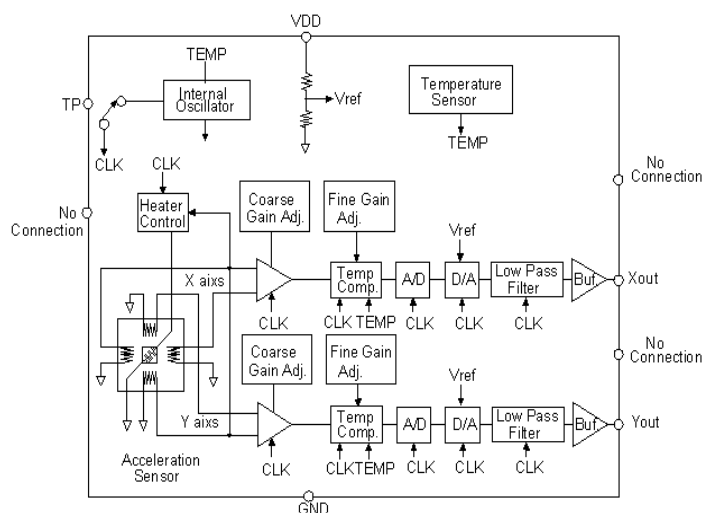 VDD
TEMP
Internal
Oscillator
TP
CLK
Vref
Temperature
Sensor
TEMP
CLK
No
Connection
No
Connection
Heater
Control
Coarse
Gain Adj.
Fine Gain
Adj.
Vref
X aixs
Temp
Comp.
A/D
D/A
Low Pass
Filter
Buf.
Xout
CLK
CLK
TEMP
CLK
CLK
CLK
Coarse
Gain Adj.
Fine Gain
Adj.
No
Connection
Vref
Y aixs
Temp
Comp.
A/D
D/A
Low Pass
Filter
Buf.
Yout
CLK
CLK
TEMP
CLK
CLK
CLK
Acceleration
Sensor
GND